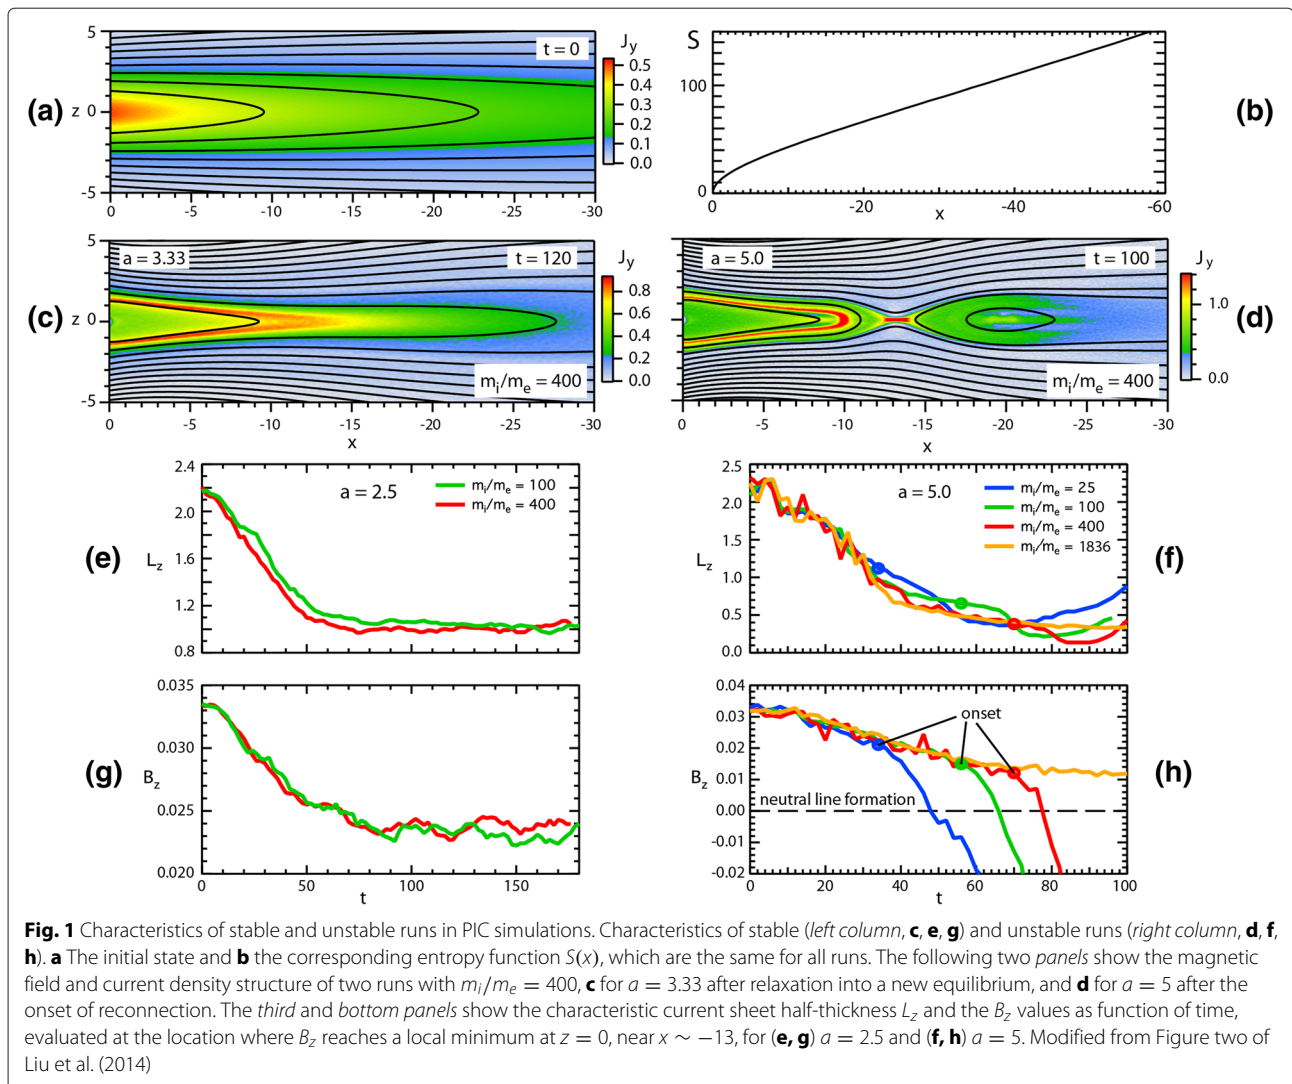 (a)
5
z 0
-5
0 -5 -10 -15 -20 -25 -30
t = 0
Jy
0.5
0.4
0.3
0.2
0.1
0.0
(b)
S
100
0
0 -20 -40 -60
x
(c)
5
z 0
-5
a = 3.33
t = 120
mi/me = 400
0 -5 -10 -15 -20 -25 -30
x
Jy
0.8
0.6
0.4
0.2
0.0
(d)
a = 5.0
t = 100
mi/me = 400
0 -5 -10 -15 -20 -25 -30
x
Jy
1.0
0.0
(e)
2.4
2.0
1.6
1.2
0.8
Lz
a = 2.5
mi/me = 100
mi/me = 400
(f)
2.5
2.0
1.5
1.0
0.5
0.0
Lz
a = 5.0
mi/me = 25
mi/me = 100
mi/me = 400
mi/me = 1836
(g)
0.035
0.030
0.025
0.020
Bz
0 50 100 150
t
(h)
0.04
0.03
0.02
0.01
0.00
-0.01
-0.02
Bz
onset
neutral line formation
0 20 40 60 80 100
t
Fig. 1 Characteristics of stable and unstable runs in PIC simulations. Characteristics of stable (left column, c, e, g) and unstable runs (right column, d, f,
h). a The initial state and b the corresponding entropy function S(x), which are the same for all runs. The following two panels show the magnetic
field and current density structure of two runs with mi/me = 400, c for a = 3.33 after relaxation into a new equilibrium, and d for a = 5 after the
onset of reconnection. The third and bottom panels show the characteristic current sheet half-thickness Lz and the Bz values as function of time,
evaluated at the location where Bz reaches a local minimum at z = 0, near x ∼ −13, for (e, g) a = 2.5 and (f, h) a = 5. Modified from Figure two of
Liu et al. (2014)